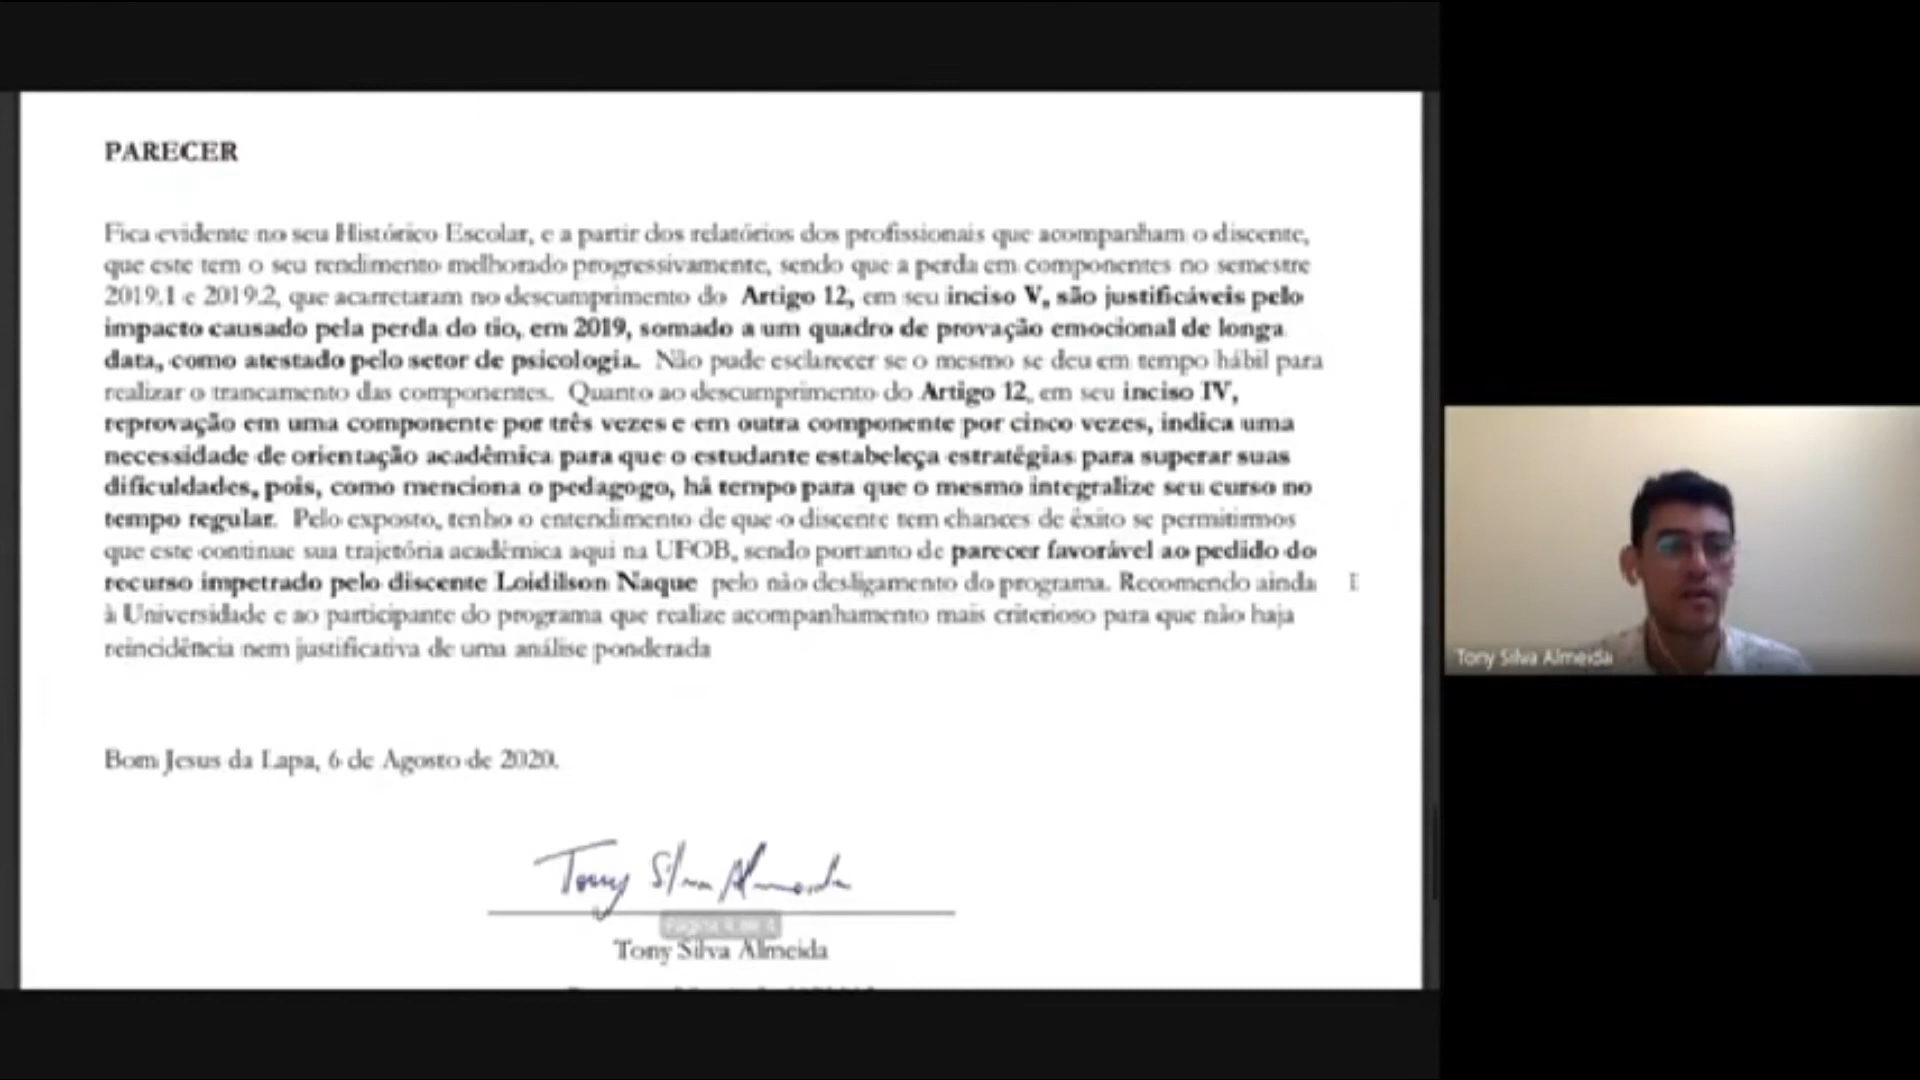 PARECER
Fica evidente no seu Histórico Escolar, e a partir dos relatórios dos profissionais que acompanham o discente,
que este tem o seu rendimento melhorado progressivamente, sendo que a perda em componentes no semestre
2019.1 e 2019.2, que acarretaram no descumprimento do Artigo 12, em seu inciso V, são justificáveis pelo
impacto causado pela perda do tio, em 2019, somado a um quadro de provação emocional de longa
data, como atestado pelo setor de psicologia. Não pude esclarecer se o mesmo se deu em tempo hábil para
realizar o trancamento das componentes. Quanto ao descumprimento do Artigo 12, em seu inciso IV,
reprovação em uma componente por três vezes e em outra componente por cinco vezes, indica uma
necessidade de orientação acadêmica para que o estudante estabeleça estratégias para superar suas
dificuldades, pois, como menciona o pedagogo, há tempo para que o mesmo integralize seu curso no
tempo regular. Pelo exposto, tenho o entendimento de que o discente tem chances de êxito se permitirmos
que este continue sua trajetória acadêmica aqui na UFOB, sendo portanto de parecer favorável ao pedido do
recurso impetrado pelo discente Loidilson Naque pelo não desligamento do programa. Recomendo ainda
à Universidade e ao participante do programa que realize acompanhamento mais criterioso para que não haja
reincidência nem justificativa de uma análise ponderada
Bom Jesus da Lapa, 6 de Agosto de 2020.
Tony Silva Almeida
Página 4 de 4
Tony Silva Almeida
Tony Silva Almeida